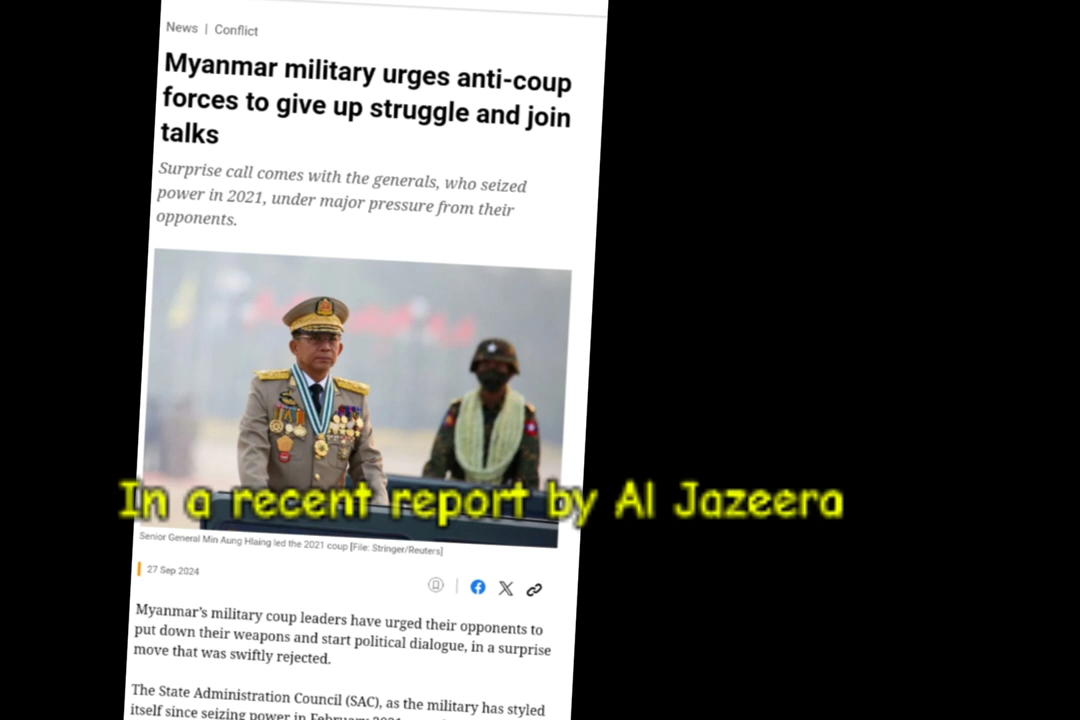 News | Conflict
Myanmar military urges anti-coup
forces to give up struggle and join
talks
Surprise call comes with the generals, who seized
power in 2021, under major pressure from their
opponents.
In a recent report by Al Jazeera
Senior General Min Aung Hlaing led the 2021 coup [File: Stringer/Reuters]
27 Sep 2024
Myanmar’s military coup leaders have urged their opponents to
put down their weapons and start political dialogue, in a surprise
move that was swiftly rejected.
The State Administration Council (SAC), as the military has styled
itself since seizing power in February 2021